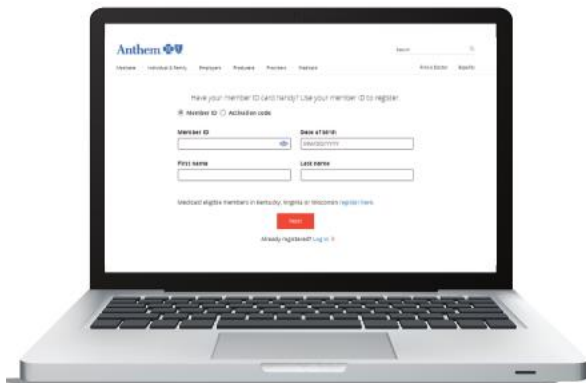 Anthem
Search
Medicare Individual & Family Employers Producers Providers Medicaid Find a Doctor Español
Have your member ID card handy? Use your member ID to register.
Member ID Activation code
Member ID Date of birth
MM/DD/YYYY
First name Last name
Medicaid eligible members in Kentucky, Virginia or Wisconsin register here.
Next
Already registered? Log in